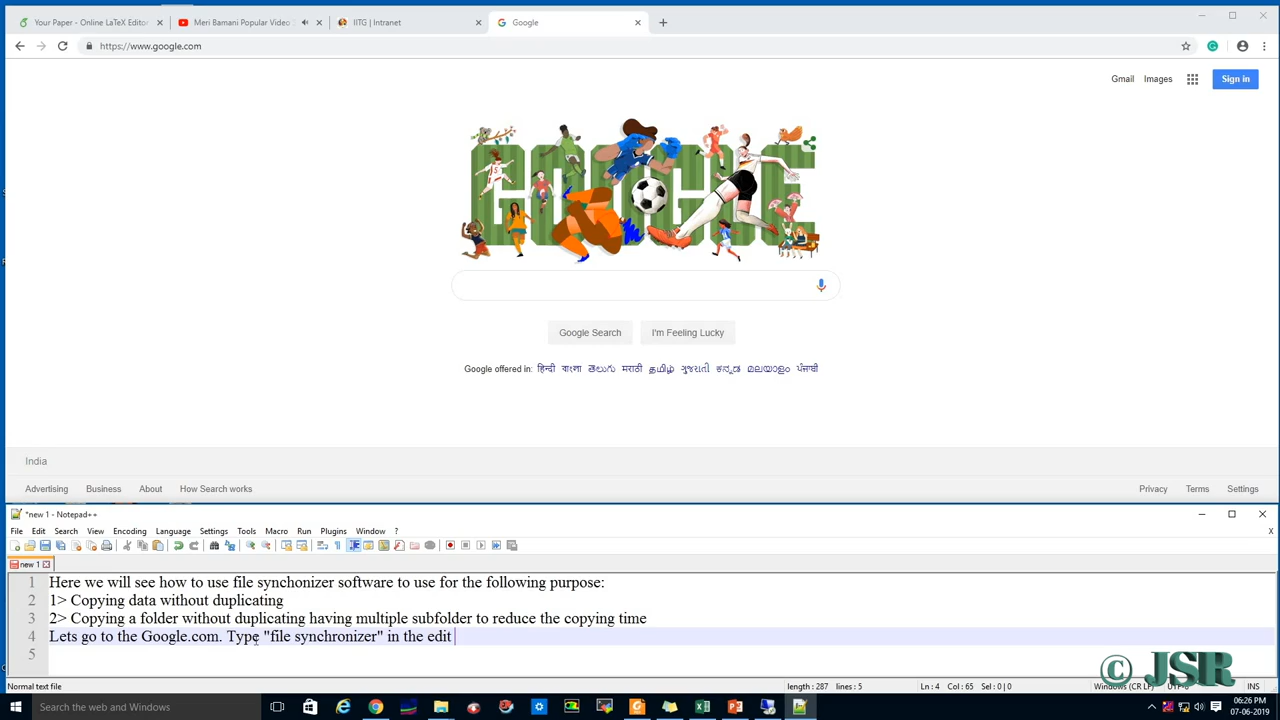 Your Paper - Online LaTeX Editor
Meri Bamani Popular Video
IITG | Intranet
Google
https://www.google.com
Gmail
Images
Sign in
GOOGLE
Google Search
I'm Feeling Lucky
Google offered in: हिन्दी বাংলা తెలుగు मराठी தமிழ் ગુજરાતી ಕನ್ನಡ മലയാളം ਪੰਜਾਬੀ
India
Advertising Business About How Search works
Privacy Terms Settings
*new 1 - Notepad++
File Edit Search View Encoding Language Settings Tools Macro Run Plugins Window ?
X
new 1
1 Here we will see how to use file synchonizer software to use for the following purpose:
2 1> Copying data without duplicating
3 2> Copying a folder without duplicating having multiple subfolder to reduce the copying time
4 Lets go to the Google.com. Type "file synchronizer" in the edit
5
© JSR
Normal text file
length : 287 lines : 5
Ln : 4 Col : 65 Sel : 0 | 0
Windows (CR LF)
UTF-8
INS
Search the web and Windows
06:26 PM
07-06-2019